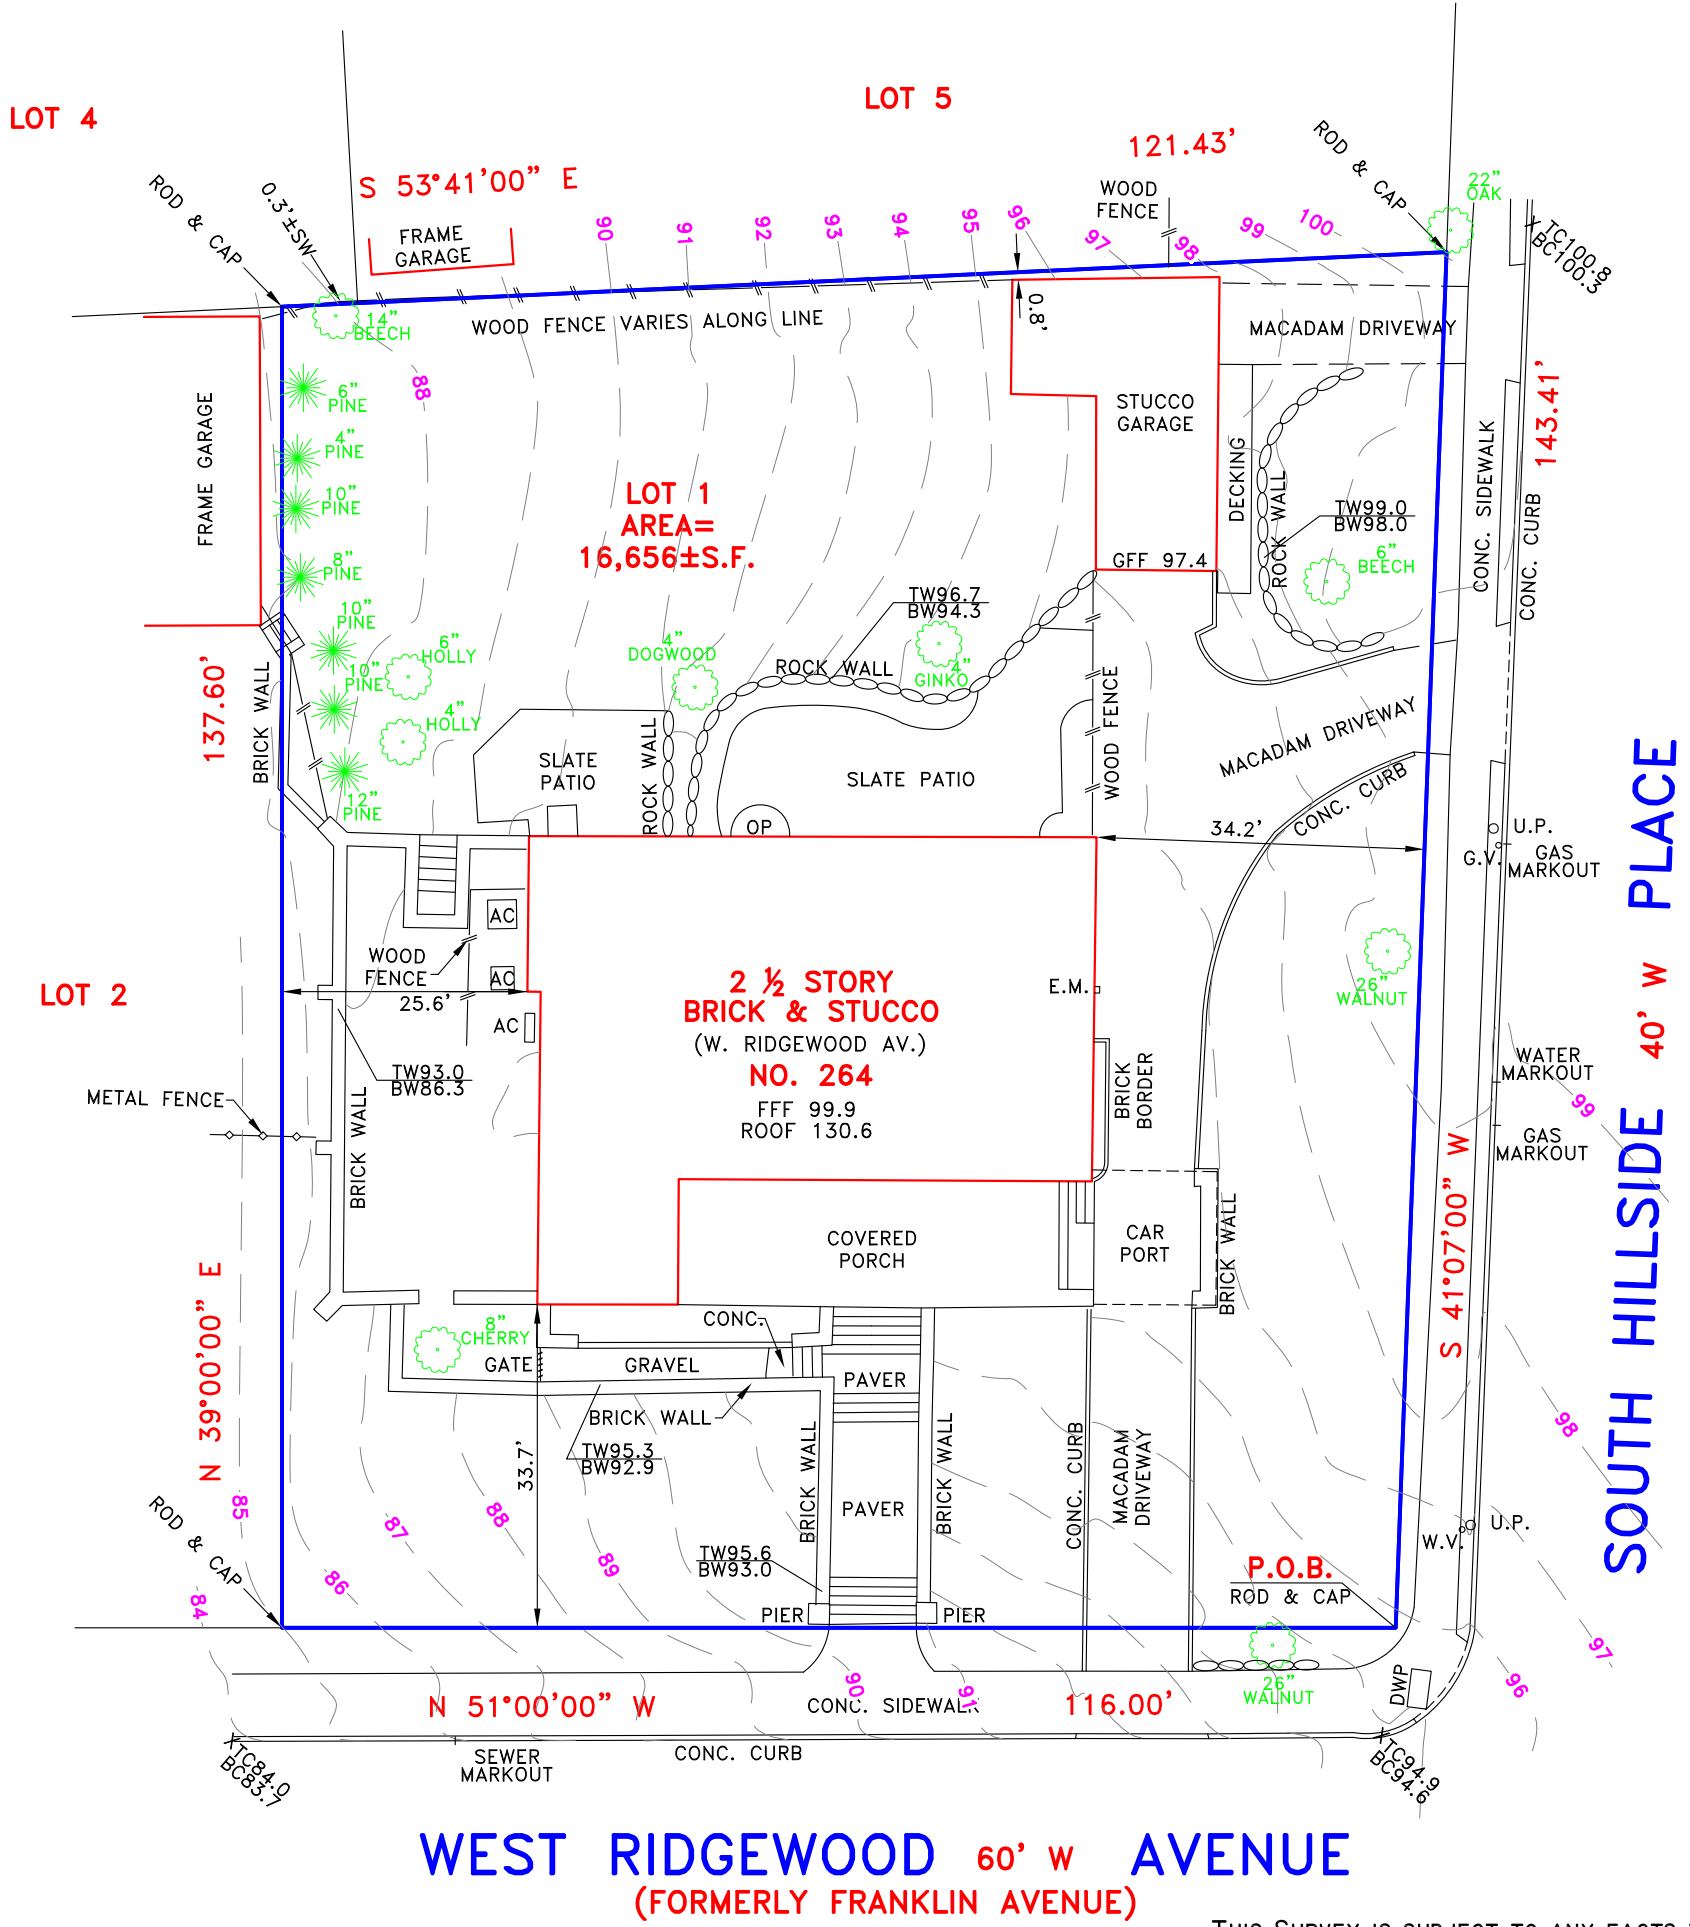 LOT 4
LOT 5
121.43'
S 53°41'00" E
ROD & CAP
0.3'±SW
FRAME
GARAGE
90
91
92
93
94
95
96
97
98
99
100
WOOD
FENCE
ROD & CAP
22"
OAK
TC100.8
BC100.3
14"
BEECH
WOOD FENCE VARIES ALONG LINE
0.8'
MACADAM DRIVEWAY
88
6"
PINE
4"
PINE
10"
PINE
8"
PINE
10"
PINE
10"
PINE
12"
PINE
6"
HOLLY
4"
HOLLY
FRAME GARAGE
LOT 1
AREA=
16,656±S.F.
STUCCO
GARAGE
GFF 97.4
DECKING
ROCK WALL
TW99.0
BW98.0
6"
BEECH
CONC. SIDEWALK
CONC. CURB
143.41'
TW96.7
BW94.3
4"
DOGWOOD
ROCK WALL
4"
GINKO
137.60'
BRICK WALL
SLATE
PATIO
ROCK WALL
SLATE PATIO
OP
WOOD FENCE
MACADAM DRIVEWAY
CONC. CURB
34.2'
U.P.
G.V.
GAS
MARKOUT
SOUTH HILLSIDE 40' W PLACE
LOT 2
AC
AC
AC
WOOD
FENCE
25.6'
2 ½ STORY
BRICK & STUCCO
(W. RIDGEWOOD AV.)
NO. 264
FFF 99.9
ROOF 130.6
E.M.
26"
WALNUT
TW93.0
BW86.3
METAL FENCE
BRICK WALL
BRICK
BORDER
WATER
MARKOUT
99
GAS
MARKOUT
S 41°07'00" W
COVERED
PORCH
CAR
PORT
BRICK WALL
N 39°00'00" E
8"
CHERRY
CONC.
GATE
GRAVEL
PAVER
BRICK WALL
TW95.3
BW92.9
33.7'
BRICK WALL
BRICK WALL
PAVER
CONC. CURB
MACADAM
DRIVEWAY
98
85
87
88
89
86
84
ROD & CAP
TW95.6
BW93.0
PIER
PIER
P.O.B.
ROD & CAP
W.V.
U.P.
97
96
90
91
N 51°00'00" W
CONC. SIDEWALK
116.00'
26"
WALNUT
DWP
TC84.0
BC83.7
SEWER
MARKOUT
CONC. CURB
TC94.9
BC94.6
WEST RIDGEWOOD 60' W AVENUE
(FORMERLY FRANKLIN AVENUE)
THIS SURVEY IS SUBJECT TO ANY FACTS